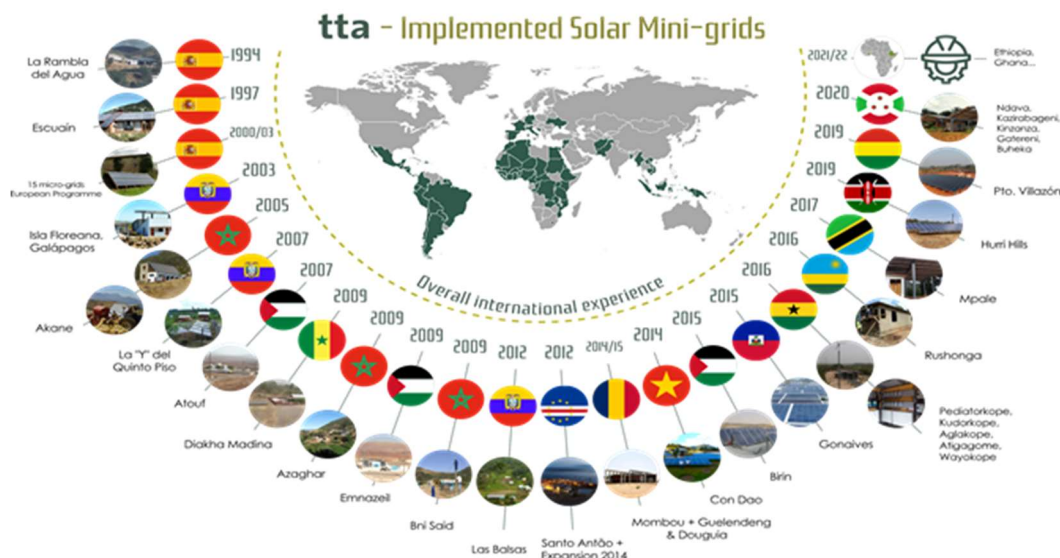 tta - Implemented Solar Mini-grids
La Rambla
del Agua
1994
Escuaín
1997
15 micro-grids
European Programme
2000/03
Isla Floreana,
Galápagos
2003
Akane
2005
La "Y" del
Quinto Piso
2007
Atouf
2007
Diakha Madina
2009
Azaghar
2009
Emnazeil
2009
Bni Said
2009
Las Balsas
2012
Santo Antão +
Expansion 2014
2012
Mombou + Guelendeng
& Douguia
2014/15
Con Dao
2014
Birin
2015
Gonaives
2015
Pediatorkope,
Kudorkope,
Aglakope,
Atigagome,
Wayokope
2016
Rushonga
2016
Mpale
2017
Hurri Hills
2019
Pto. Villazón
2019
Ndava,
Kazirabageni,
Kinzanza,
Gatereni,
Buheka
2020
Ethiopia,
Ghana...
2021/22
Overall international experience